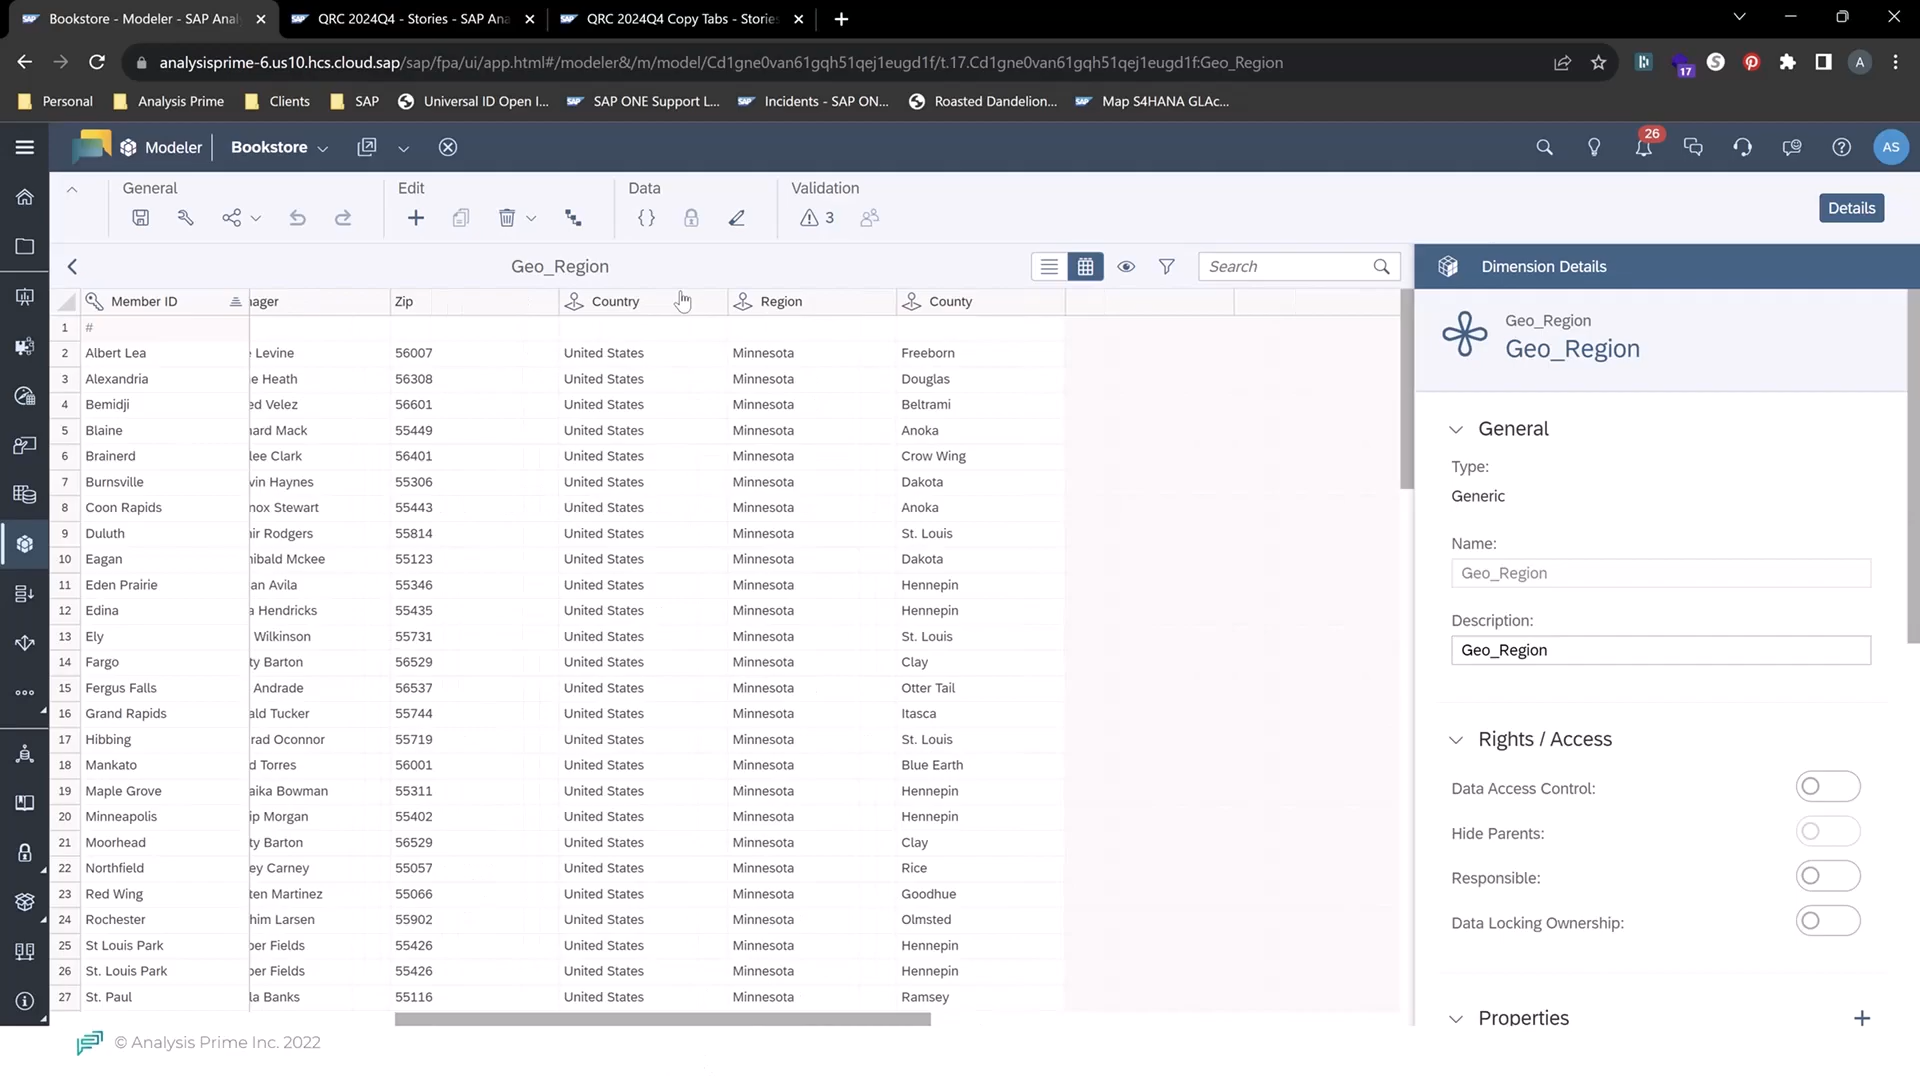 Bookstore - Modeler - SAP Anal
QRC 2024Q4 - Stories - SAP Ana
QRC 2024Q4 Copy Tabs - Stories
analysisprime-6.us10.hcs.cloud.sap/sap/fpa/ui/app.html#/modeler&/m/model/Cd1gne0van61gqh51qej1eugd1f/t.17.Cd1gne0van61gqh51qej1eugd1f:Geo_Region
17
A
Personal
Analysis Prime
Clients
SAP
Universal ID Open I...
SAP ONE Support L...
Incidents - SAP ON...
Roasted Dandelion...
Map S4HANA GLAc...
Modeler
Bookstore
26
AS
General
Edit
Data
Validation
3
Details
Geo_Region
Search
Member ID nager Zip Country Region County
1 #
2 Albert Lea Levine 56007 United States Minnesota Freeborn
3 Alexandria e Heath 56308 United States Minnesota Douglas
4 Bemidji ed Velez 56601 United States Minnesota Beltrami
5 Blaine hard Mack 55449 United States Minnesota Anoka
6 Brainerd lee Clark 56401 United States Minnesota Crow Wing
7 Burnsville vin Haynes 55306 United States Minnesota Dakota
8 Coon Rapids nox Stewart 55443 United States Minnesota Anoka
9 Duluth ir Rodgers 55814 United States Minnesota St. Louis
10 Eagan hibald Mckee 55123 United States Minnesota Dakota
11 Eden Prairie an Avila 55346 United States Minnesota Hennepin
12 Edina a Hendricks 55435 United States Minnesota Hennepin
13 Ely Wilkinson 55731 United States Minnesota St. Louis
14 Fargo ty Barton 56529 United States Minnesota Clay
15 Fergus Falls Andrade 56537 United States Minnesota Otter Tail
16 Grand Rapids ald Tucker 55744 United States Minnesota Itasca
17 Hibbing rad Oconnor 55719 United States Minnesota St. Louis
18 Mankato d Torres 56001 United States Minnesota Blue Earth
19 Maple Grove aika Bowman 55311 United States Minnesota Hennepin
20 Minneapolis ip Morgan 55402 United States Minnesota Hennepin
21 Moorhead ty Barton 56529 United States Minnesota Clay
22 Northfield ey Carney 55057 United States Minnesota Rice
23 Red Wing ten Martinez 55066 United States Minnesota Goodhue
24 Rochester him Larsen 55902 United States Minnesota Olmsted
25 St Louis Park per Fields 55426 United States Minnesota Hennepin
26 St. Louis Park per Fields 55426 United States Minnesota Hennepin
27 St. Paul la Banks 55116 United States Minnesota Ramsey
Dimension Details
Geo_Region
Geo_Region
General
Type:
Generic
Name:
Geo_Region
Description:
Geo_Region
Rights / Access
Data Access Control:
Hide Parents:
Responsible:
Data Locking Ownership:
Properties
© Analysis Prime Inc. 2022